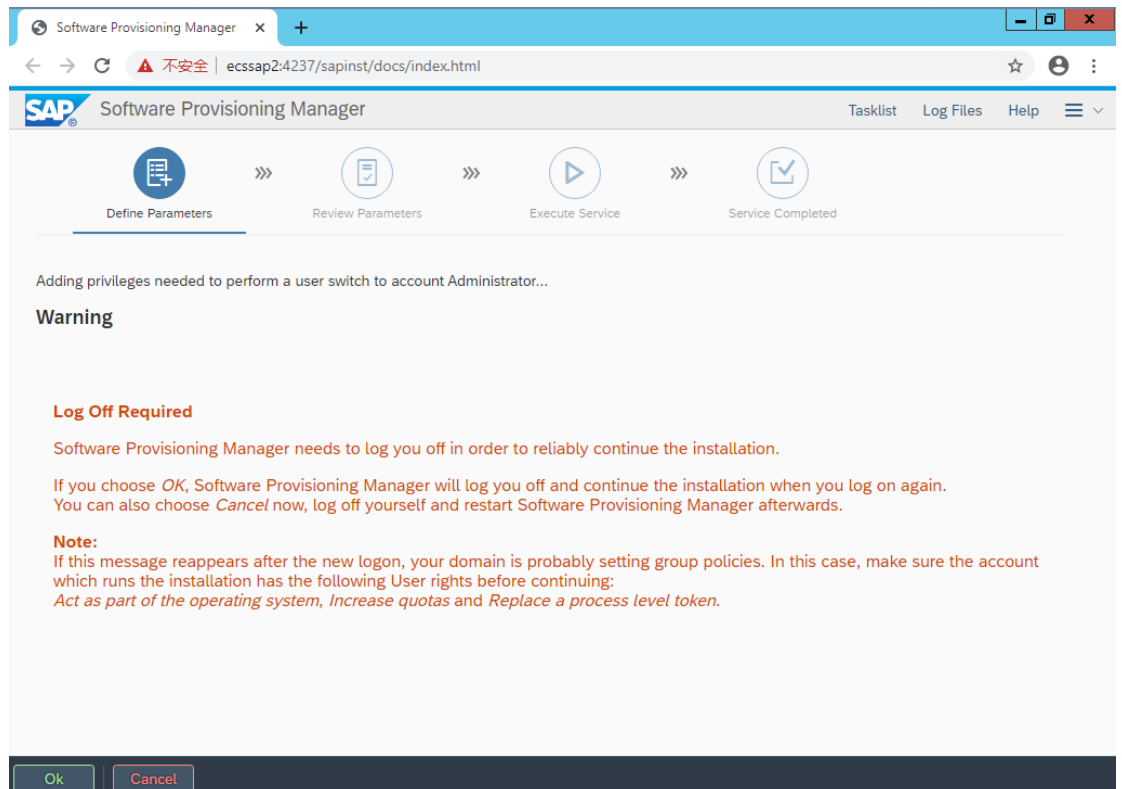 Software Provisioning Manager
不安全 ecssap2:4237/sapinst/docs/index.html
SAP® Software Provisioning Manager Tasklist Log Files Help
Define Parameters Review Parameters Execute Service Service Completed
Adding privileges needed to perform a user switch to account Administrator...
Warning
Log Off Required
Software Provisioning Manager needs to log you off in order to reliably continue the installation.
If you choose OK, Software Provisioning Manager will log you off and continue the installation when you log on again.
You can also choose Cancel now, log off yourself and restart Software Provisioning Manager afterwards.
Note:
If this message reappears after the new logon, your domain is probably setting group policies. In this case, make sure the account
which runs the installation has the following User rights before continuing:
Act as part of the operating system, Increase quotas and Replace a process level token.
Ok Cancel